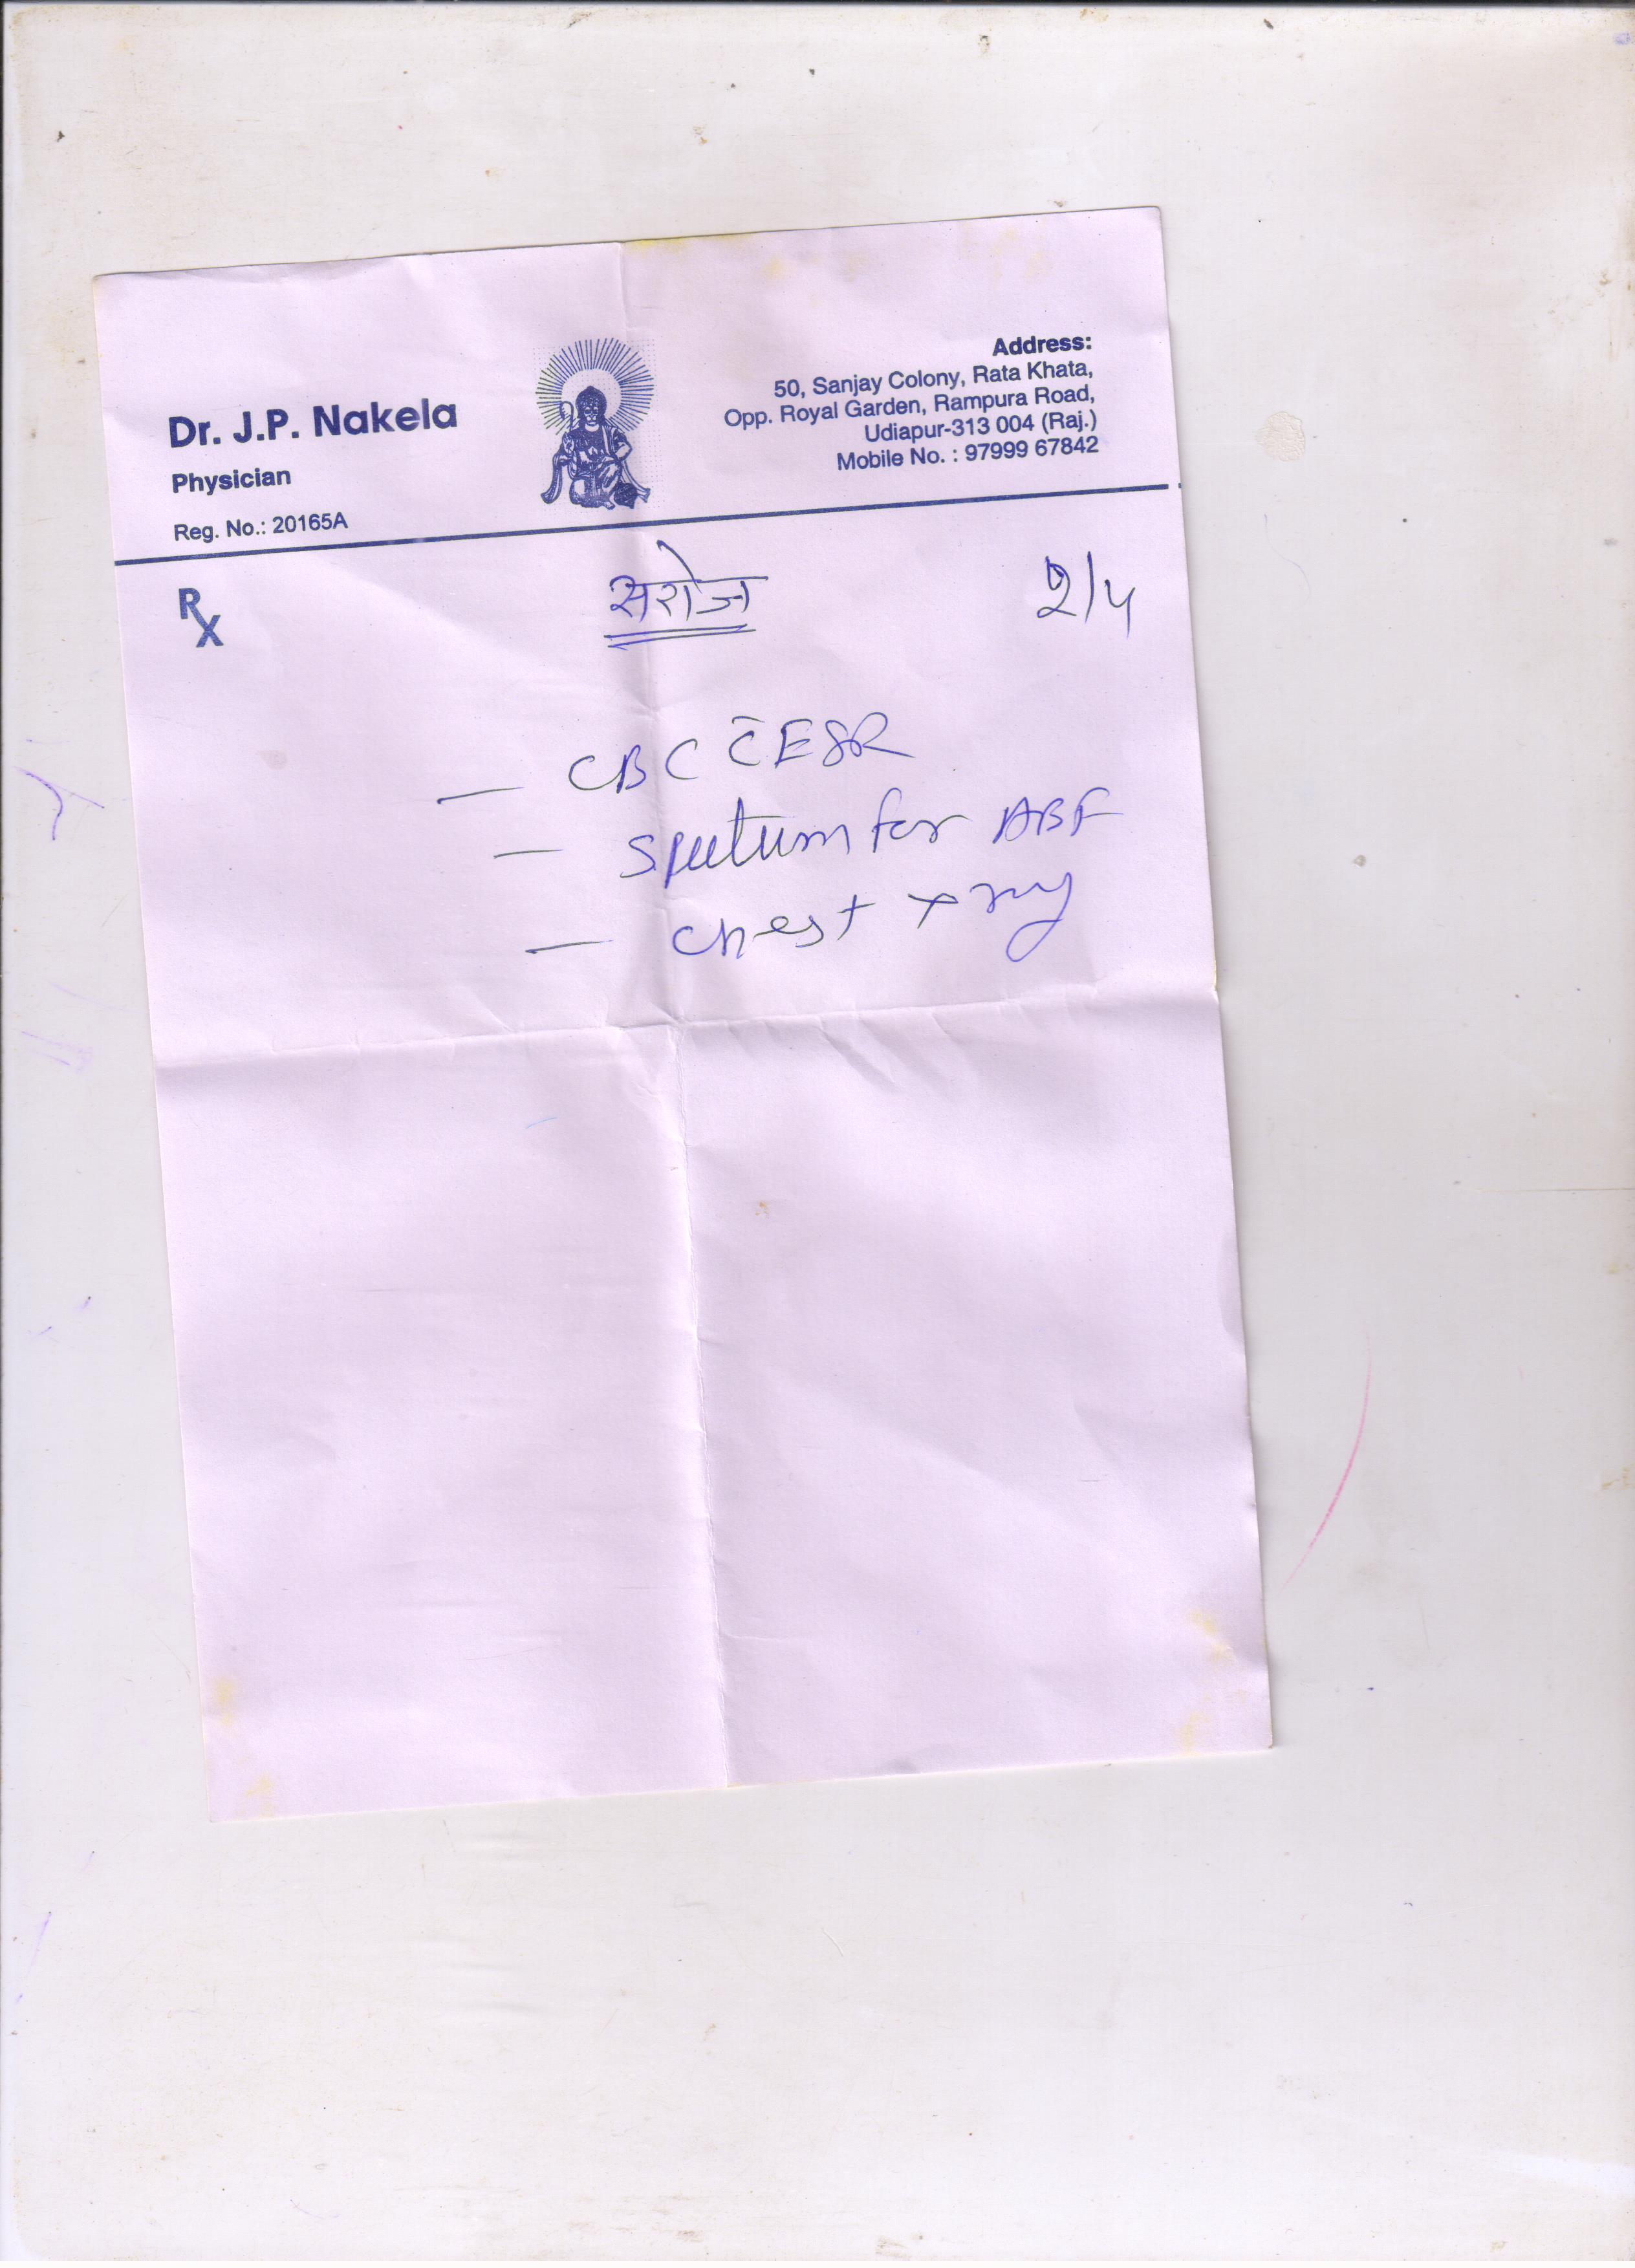 Dr. J.P. Nakela
Physician
Reg. No.: 20165A
Address:
50, Sanjay Colony, Rata Khata,
Opp. Royal Garden, Rampura Road,
Udiapur-313 004 (Raj.)
Mobile No. : 97999 67842
Rx
सरोज
2/4
— CBC c̄ ESR
— Sputum for ABF
— chest x ray